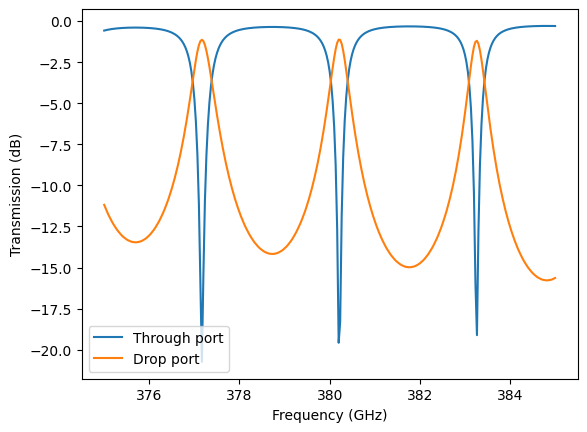 0.0
−2.5
−5.0
−7.5
−10.0
−12.5
−15.0
−17.5
−20.0
Transmission (dB)
Through port
Drop port
376 378 380 382 384
Frequency (GHz)